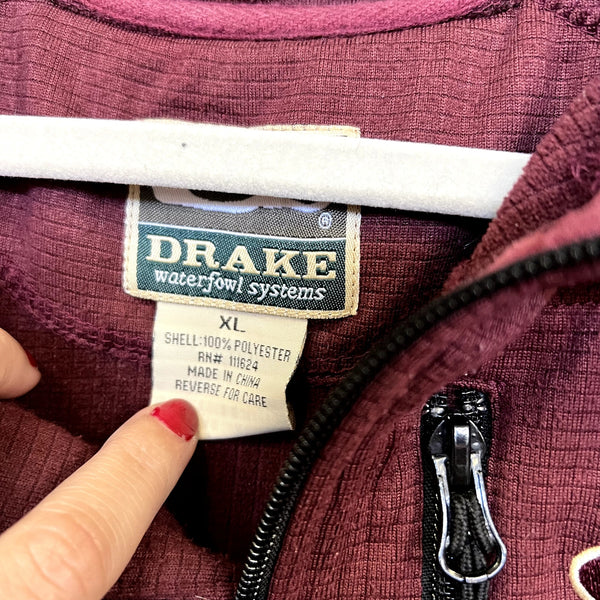 ®
DRAKE
waterfowl systems
XL
SHELL:100% POLYESTER
RN# 111624
MADE IN CHINA
REVERSE FOR CARE